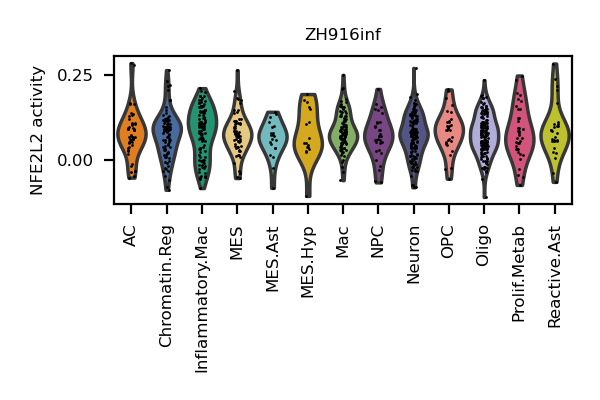 ZH916inf
NFE2L2 activity
0.25
0.00
AC
Chromatin.Reg
Inflammatory.Mac
MES
MES.Ast
MES.Hyp
Mac
NPC
Neuron
OPC
Oligo
Prolif.Metab
Reactive.Ast